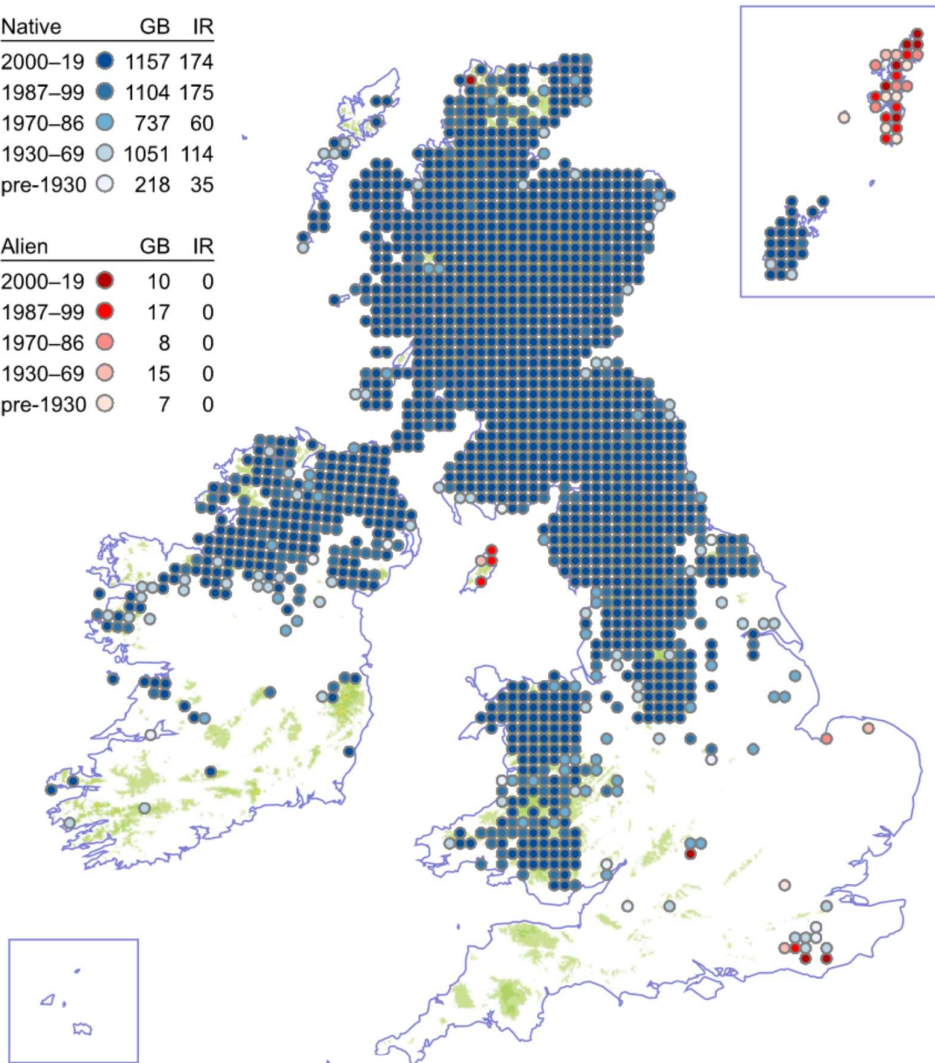 Native GB IR
2000–19 1157 174
1987–99 1104 175
1970–86 737 60
1930–69 1051 114
pre-1930 218 35
Alien GB IR
2000–19 10 0
1987–99 17 0
1970–86 8 0
1930–69 15 0
pre-1930 7 0